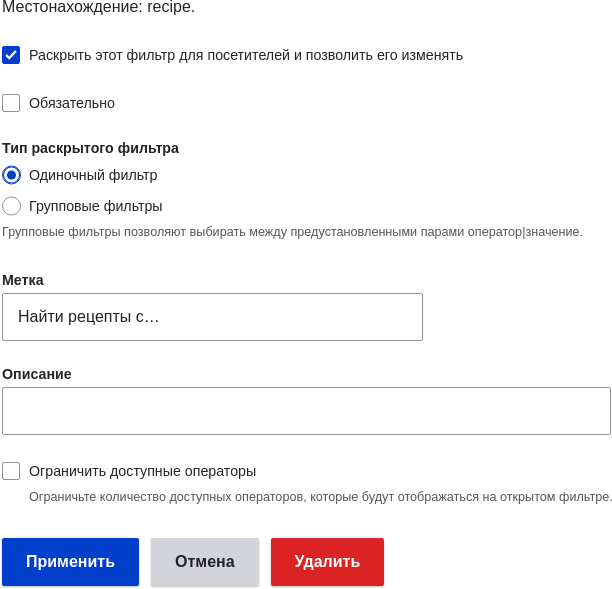 Местонахождение: recipe.
Раскрыть этот фильтр для посетителей и позволить его изменять
Обязательно
Тип раскрытого фильтра
Одиночный фильтр
Групповые фильтры
Групповые фильтры позволяют выбирать между предустановленными парами оператор|значение.
Метка
Найти рецепты с…
Описание
Ограничить доступные операторы
Ограничьте количество доступных операторов, которые будут отображаться на открытом фильтре.
Применить
Отмена
Удалить